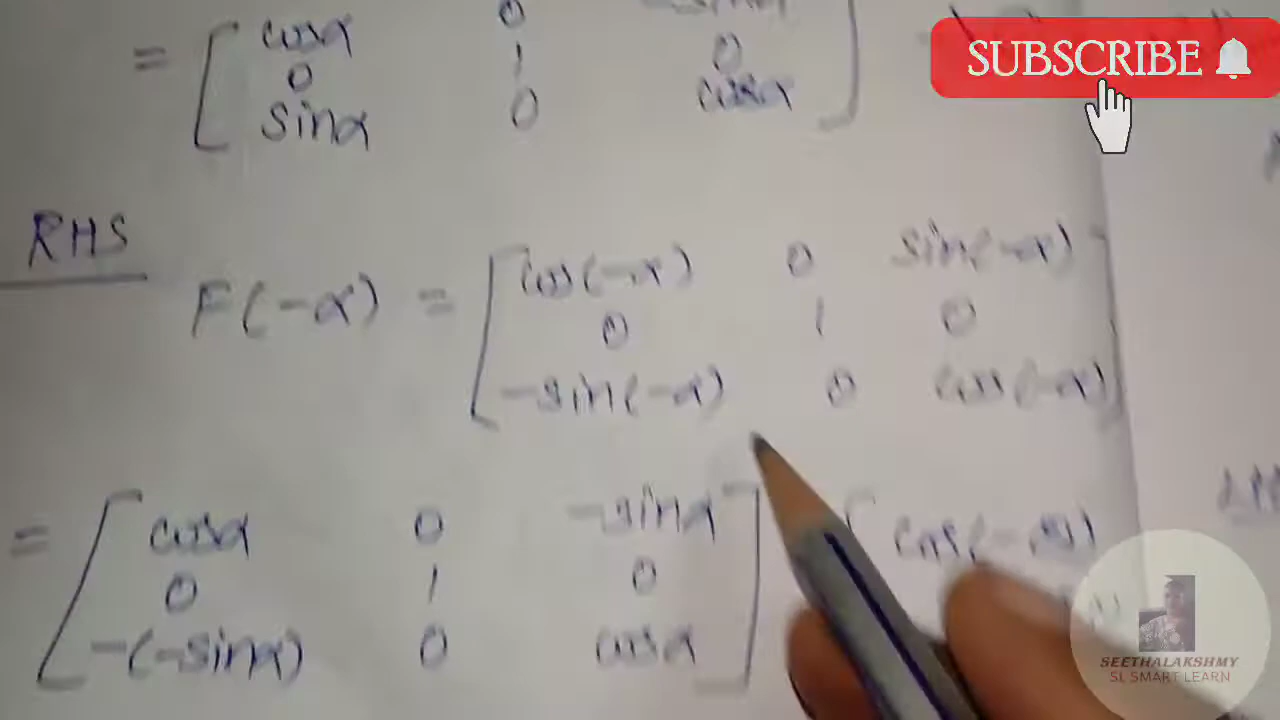 cosα 0 -sinα
= 0 1 0
sinα 0 cosα
SUBSCRIBE
RHS
F(-α) = cos(-α) 0 sin(-α)
0 1 0
-sin(-α) 0 cos(-α)
= cosα 0 -sinα
0 1 0
-(-sinα) 0 cosα
SEETHALAKSHMY
SL SMART LEARN